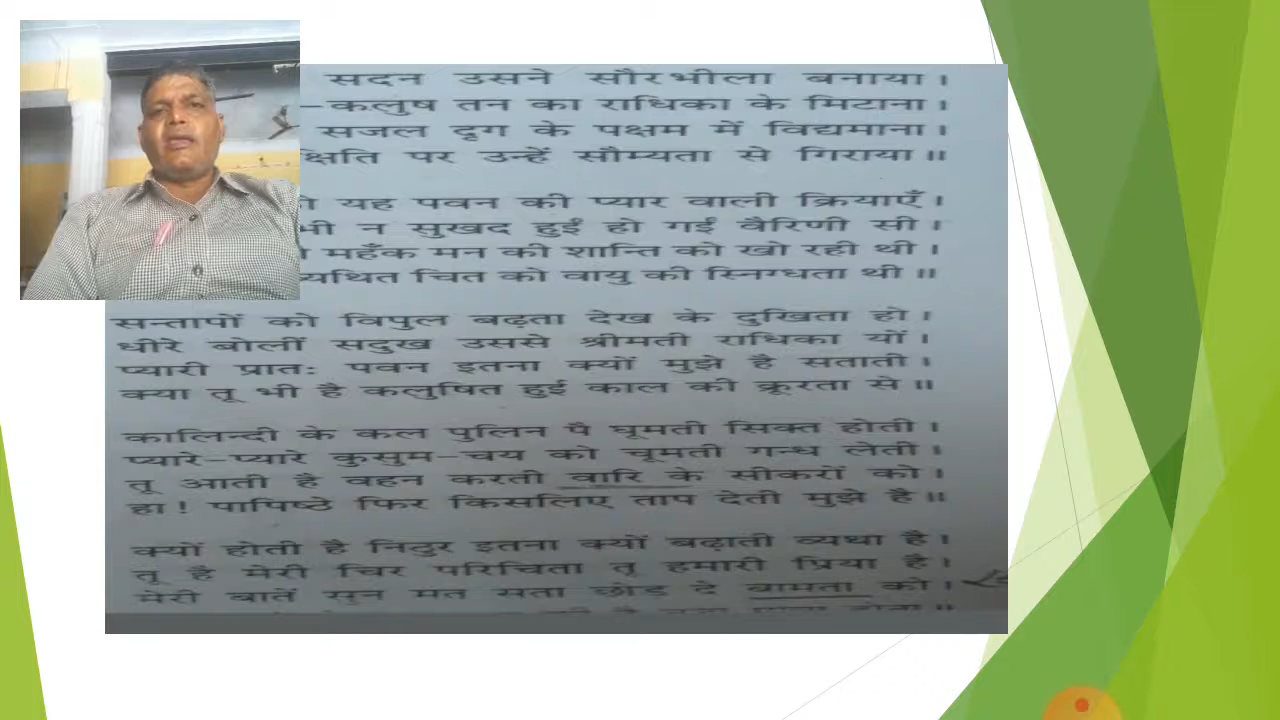 सदन उसने सौरभीला बनाया।
-कलुष तन का राधिका के मिटाना।
सजल दृग के पक्षम में विद्यमाना।
क्षिति पर उन्हें सौम्यता से गिराया॥
यह पवन की प्यार वाली क्रियाएँ।
न सुखद हुईं हो गईं वैरिणी सी।
महँक मन की शान्ति को खो रही थी।
व्यथित चित को वायु की स्निग्धता थी॥
सन्तापों को विपुल बढ़ता देख के दुखिता हो।
धीरे बोलीं सदुख उससे श्रीमती राधिका यों।
प्यारी प्रातः पवन इतना क्यों मुझे है सताती।
क्या तू भी है कलुषित हुई काल की क्रूरता से॥
कालिन्दी के कल पुलिन पै घूमती सिक्त होती।
प्यारे-प्यारे कुसुम-चय को चूमती गन्ध लेती।
तू आती है वहन करती वारि के सीकरों को।
हा! पापिष्ठे फिर किसलिए ताप देती मुझे है॥
क्यों होती है निठुर इतना क्यों बढ़ाती व्यथा है।
तू है मेरी चिर परिचिता तू हमारी प्रिया है।
मेरी बातें सुन मत सता छोड़ दे बामता को।